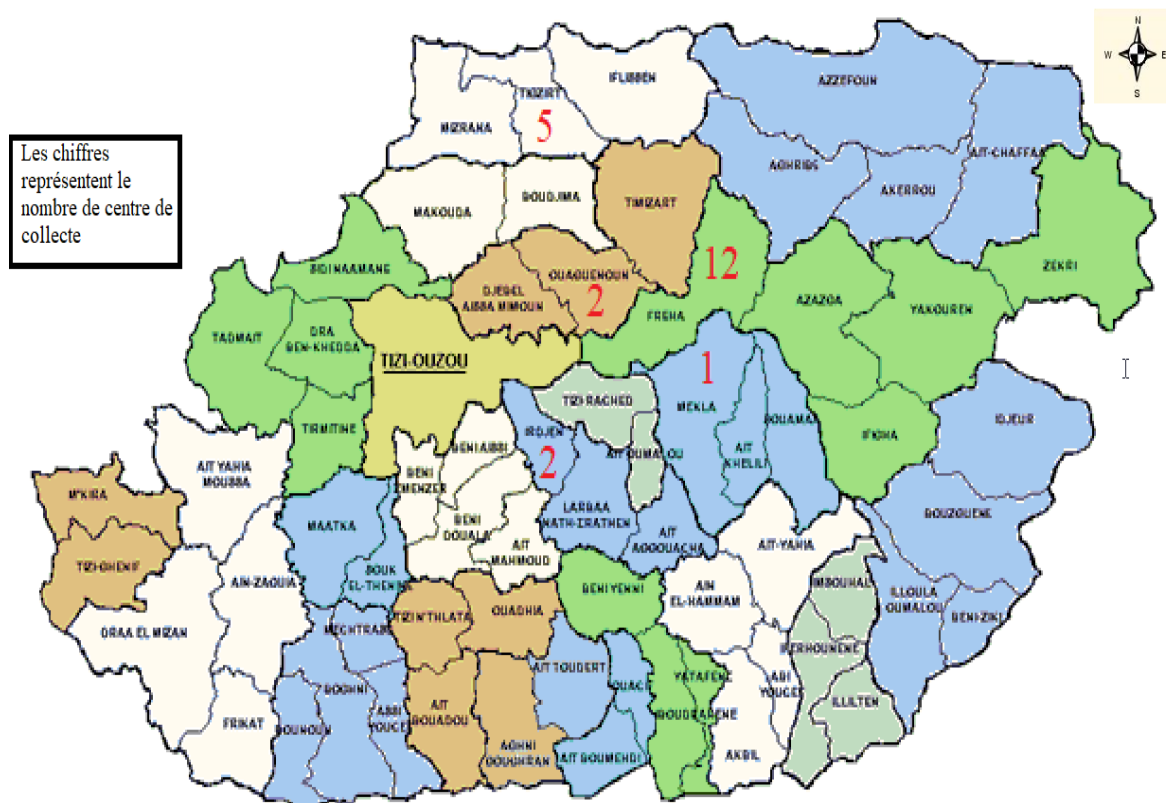 N
W E
S
Les chiffres
représentent le
nombre de centre de
collecte
IFLISSEN
AZZEFOUN
TIGZIRT
MIZRANA
5
AGHRIBS
AIT-CHAFFAA
AKERROU
TIMIZART
BOUDJIMA
MAKOUDA
SIDI NAAMANE
OUAGUENOUN
12
ZEKRI
DJEBEL
AISSA MIMOUN
2
AZAZGA
YAKOUREN
FREHA
TADMAIT
DRA
BEN-KHEDDA
TIZI-OUZOU
1
TIZI-RACHED
MEKLA
TIRMITINE
IRDJEN
IDJEUR
IFIGHA
AIT
KHELILI
AIT OUMALOU
2
BENI AISSI
AIT YAHIA
MOUSSA
BENI
ZMENZER
M'KIRA
MAATKA
LARBAA
NATH-IRATHEN
BOUZGUENE
BENI
DOUALA
AIT
AGGOUACHA
AIT-YAHIA
AIT
MAHMOUD
TIZI-GHENIF
AIN-ZAOUIA
SOUK
EL-THENINE
BENI YENNI
AIN
EL-HAMMAM
IMSOUHAL
ILLOULA
OUMALOU
BENI-ZIKI
TIZI N'THLATA
OUADHIA
DRAA EL MIZAN
MECHTRASS
IFERHOUNENE
AIT TOUDERT
OUACIF
YATAFENE
ABI
YOUCEF
BOGHNI
BOUNOUH
ASSI
YOUCEF
AIT
BOUADOU
ILLILTEN
FRIKAT
AGHNI
GOUGHRAN
AIT BOUMEHDI
AKBIL